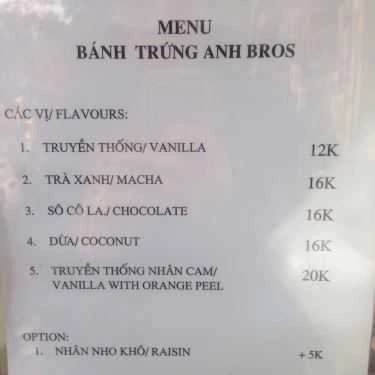 MENU
BÁNH TRỨNG ANH BROS
CÁC VỊ/ FLAVOURS:
1. TRUYỀN THỐNG/ VANILLA 12K
2. TRÀ XANH/ MACHA 16K
3. SÔ CÔ LA./ CHOCOLATE 16K
4. DỪA/ COCONUT 16K
5. TRUYỀN THỐNG NHÂN CAM/ 20K
VANILLA WITH ORANGE PEEL
OPTION:
1. NHÂN NHO KHÔ/ RAISIN + 5K